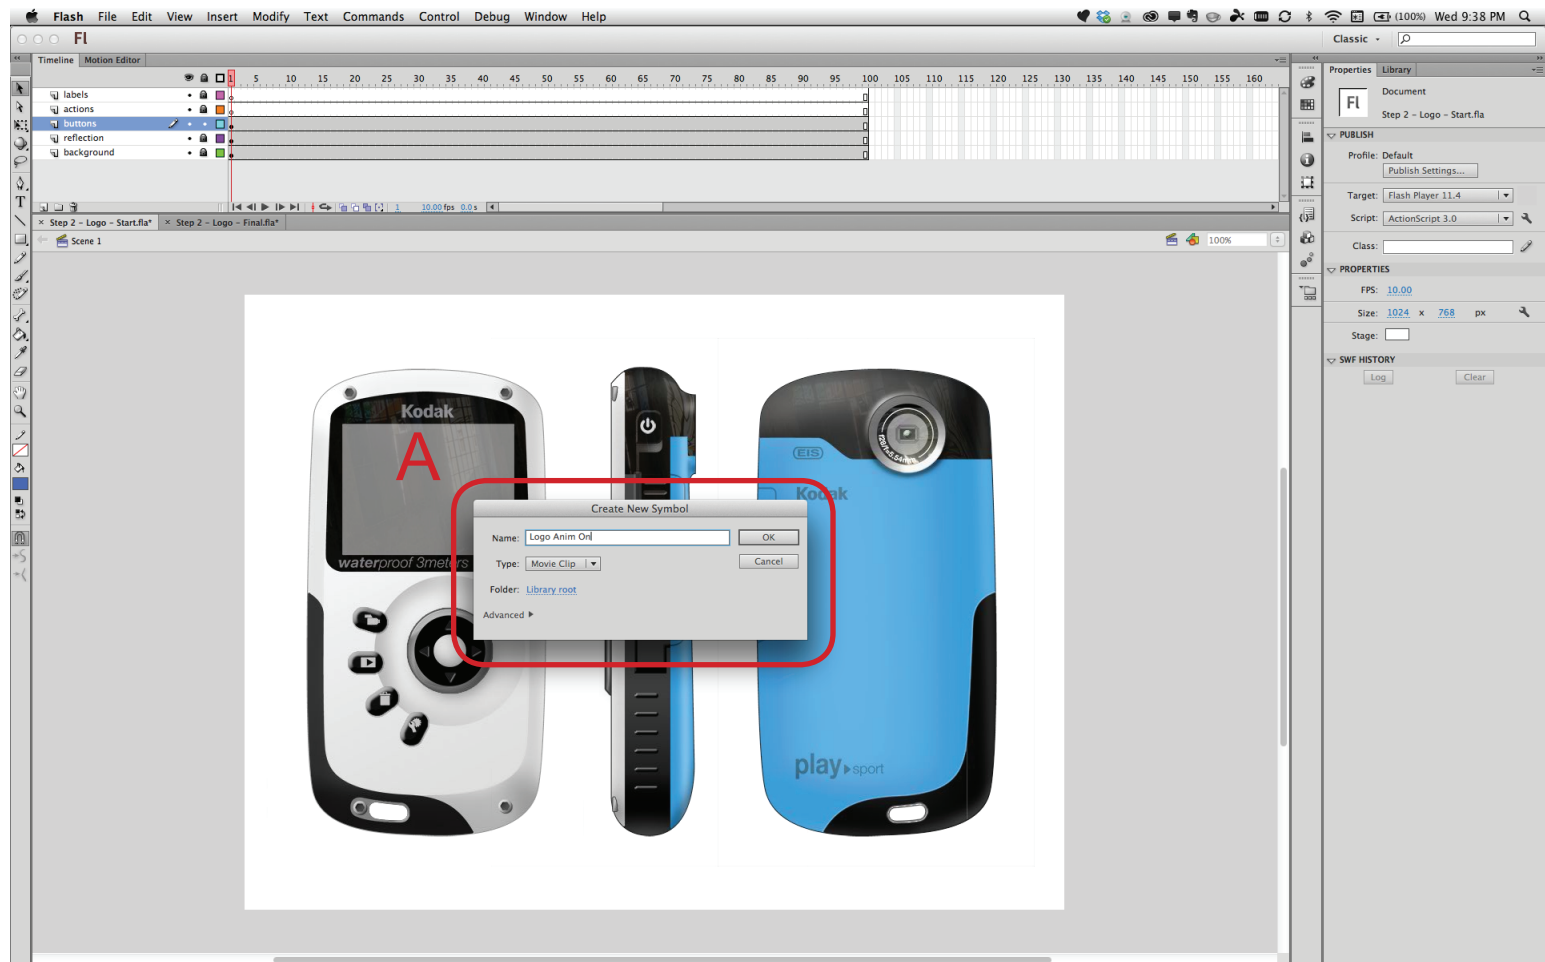 Flash File Edit View Insert Modify Text Commands Control Debug Window Help (100%) Wed 9:38 PM
Fl Classic
Timeline Motion Editor
1 5 10 15 20 25 30 35 40 45 50 55 60 65 70 75 80 85 90 95 100 105 110 115 120 125 130 135 140 145 150 155 160
labels
actions
buttons
reflection
background
1 10.00 fps 0.0 s
× Step 2 – Logo – Start.fla* × Step 2 – Logo – Final.fla*
Scene 1 100%
Properties Library
Fl
Document
Step 2 – Logo – Start.fla
PUBLISH
Profile: Default
Publish Settings...
Target: Flash Player 11.4
Script: ActionScript 3.0
Class:
PROPERTIES
FPS: 10.00
Size: 1024 x 768 px
Stage:
SWF HISTORY
Log Clear
Kodak
A
waterproof 3meters
EIS
Kodak
play sport
Create New Symbol
Name: Logo Anim On
OK
Type: Movie Clip
Cancel
Folder: Library root
Advanced